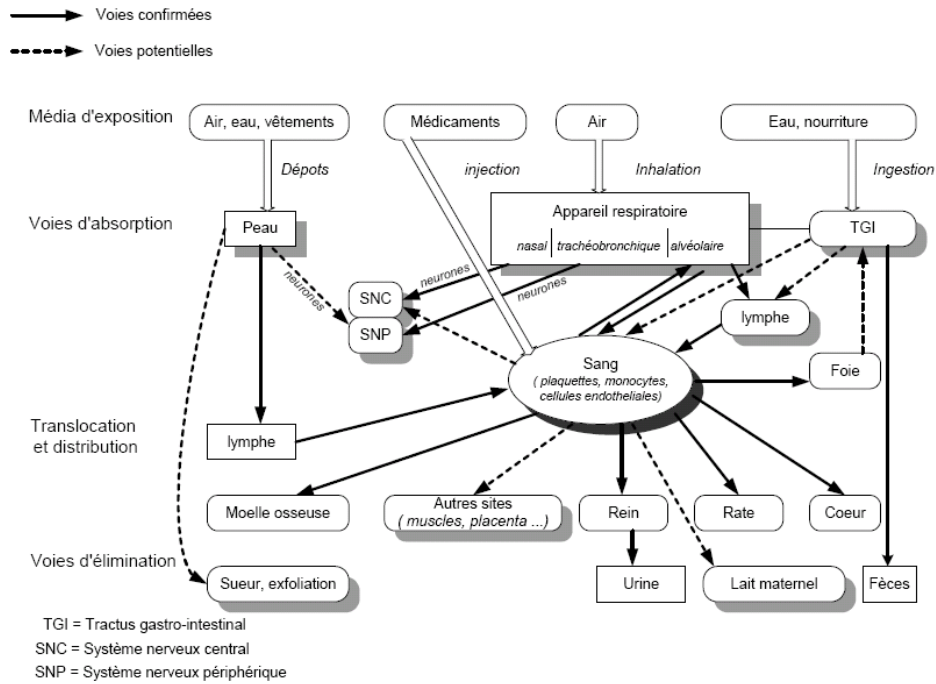 Voies confirmées
Voies potentielles
Média d'exposition
Air, eau, vêtements
Médicaments
Air
Eau, nourriture
Dépots
injection
Inhalation
Ingestion
Voies d'absorption
Peau
Appareil respiratoire
nasal trachéobronchique alvéolaire
TGI
neurones
neurones
neurones
SNC
SNP
lymphe
Sang
( plaquettes, monocytes,
cellules endotheliales)
Foie
Translocation
et distribution
lymphe
Moelle osseuse
Autres sites
( muscles, placenta ...)
Rein
Rate
Coeur
Voies d'élimination
Sueur, exfoliation
Urine
Lait maternel
Fèces
TGI = Tractus gastro-intestinal
SNC = Système nerveux central
SNP = Système nerveux périphérique